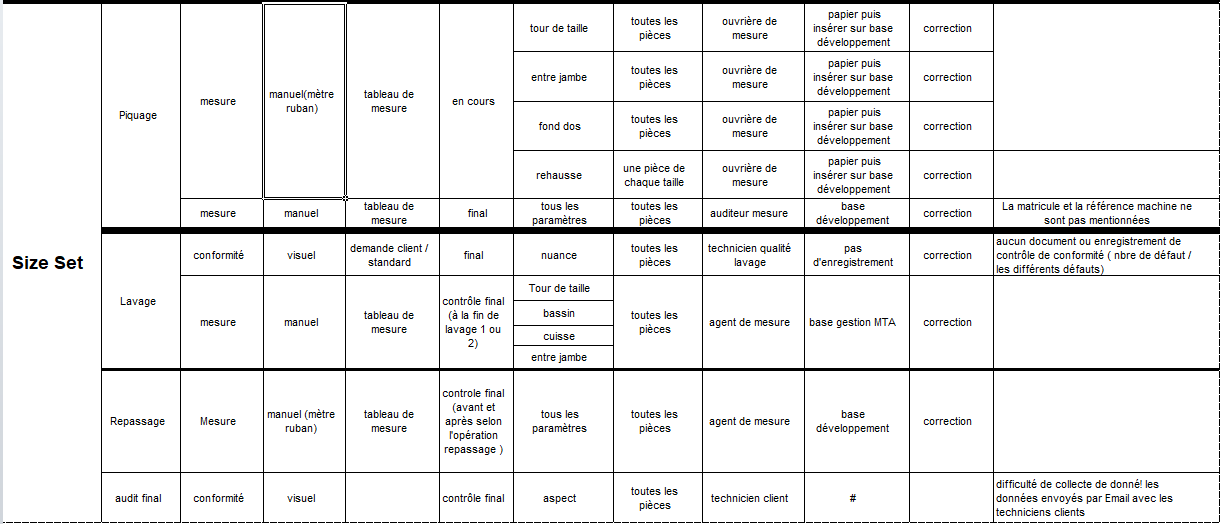 Size Set
Piquage
mesure
manuel(mètre
ruban)
tableau de
mesure
en cours
tour de taille
toutes les
pièces
ouvrière de
mesure
papier puis
insérer sur base
développement
correction
entre jambe
toutes les
pièces
ouvrière de
mesure
papier puis
insérer sur base
développement
correction
fond dos
toutes les
pièces
ouvrière de
mesure
papier puis
insérer sur base
développement
correction
rehausse
une pièce de
chaque taille
ouvrière de
mesure
papier puis
insérer sur base
développement
correction
mesure
manuel
tableau de
mesure
final
tous les
paramètres
toutes les
pièces
auditeur mesure
base
développement
correction
La matricule et la référence machine ne
sont pas mentionnées
Lavage
conformité
visuel
demande client /
standard
final
nuance
toutes les
pièces
technicien qualité
lavage
pas
d'enregistrement
correction
aucun document ou enregistrement de
contrôle de conformité ( nbre de défaut /
les différents défauts)
mesure
manuel
tableau de
mesure
contrôle final
(à la fin de
lavage 1 ou
2)
Tour de taille
bassin
cuisse
entre jambe
toutes les
pièces
agent de mesure
base gestion MTA
correction
Repassage
Mesure
manuel (mètre
ruban)
tableau de
mesure
controle final
(avant et
après selon
l'opération
repassage )
tous les
paramètres
toutes les
pièces
agent de mesure
base
développement
correction
audit final
conformité
visuel
contrôle final
aspect
toutes les
pièces
technicien client
#
difficulté de collecte de donné! les
données envoyés par Email avec les
techniciens clients